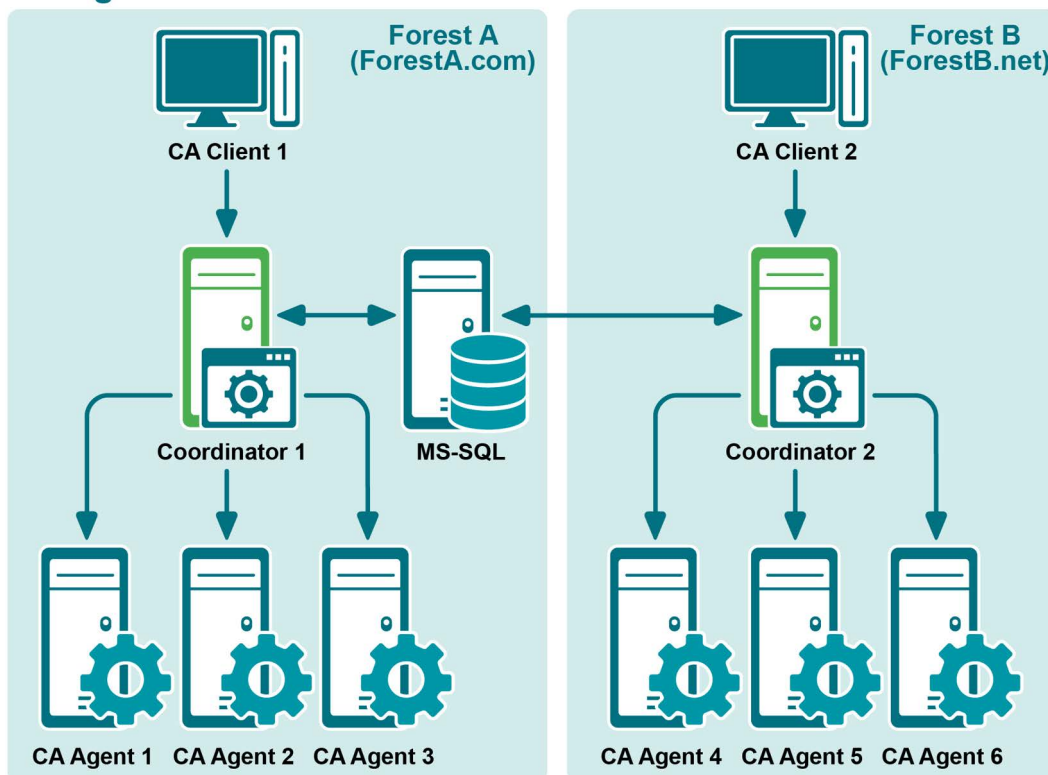 Forest A
(ForestA.com)
Forest B
(ForestB.net)
CA Client 1
CA Client 2
Coordinator 1
MS-SQL
Coordinator 2
CA Agent 1
CA Agent 2
CA Agent 3
CA Agent 4
CA Agent 5
CA Agent 6